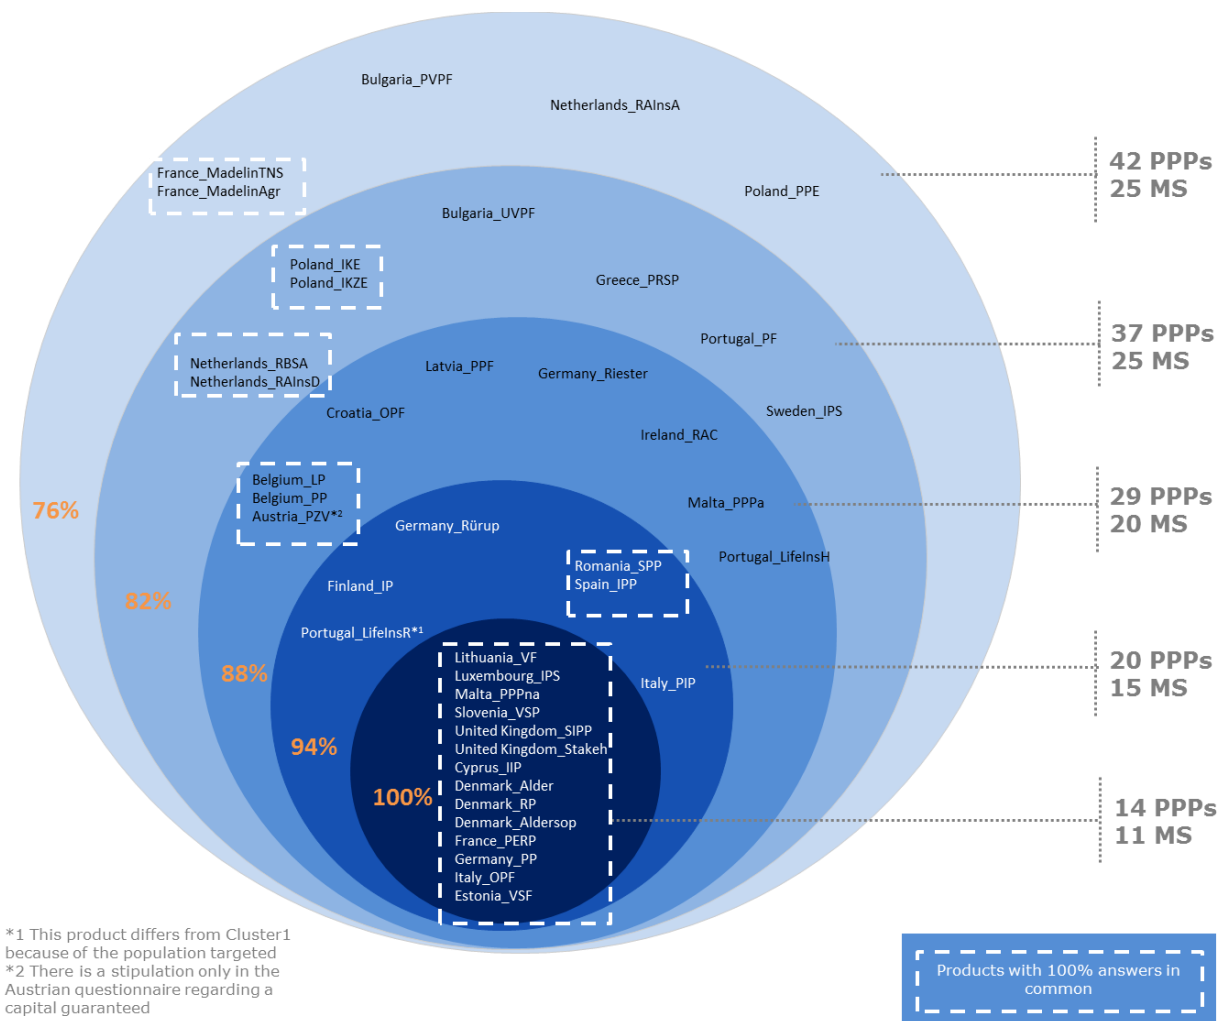 Bulgaria_PVPF
Netherlands_RAInsA
France_MadelinTNS
France_MadelinAgr
Poland_PPE
42 PPPs
25 MS
Bulgaria_UVPF
Poland_IKE
Poland_IKZE
Greece_PRSP
Portugal_PF
37 PPPs
25 MS
Netherlands_RBSA
Netherlands_RAInsD
Latvia_PPF
Germany_Riester
Croatia_OPF
Sweden_IPS
Ireland_RAC
Belgium_LP
Belgium_PP
Austria_PZV*2
Malta_PPPa
29 PPPs
20 MS
76%
Germany_Rürup
Portugal_LifeInsH
Romania_SPP
Spain_IPP
Finland_IP
82%
Portugal_LifeInsR*1
88%
Italy_PIP
20 PPPs
15 MS
Lithuania_VF
Luxembourg_IPS
Malta_PPPna
Slovenia_VSP
United Kingdom_SIPP
United Kingdom_Stakeh
Cyprus_IIP
Denmark_Alder
Denmark_RP
Denmark_Aldersop
France_PERP
Germany_PP
Italy_OPF
Estonia_VSF
94%
100%
14 PPPs
11 MS
*1 This product differs from Cluster1
because of the population targeted
*2 There is a stipulation only in the
Austrian questionnaire regarding a
capital guaranteed
Products with 100% answers in
common